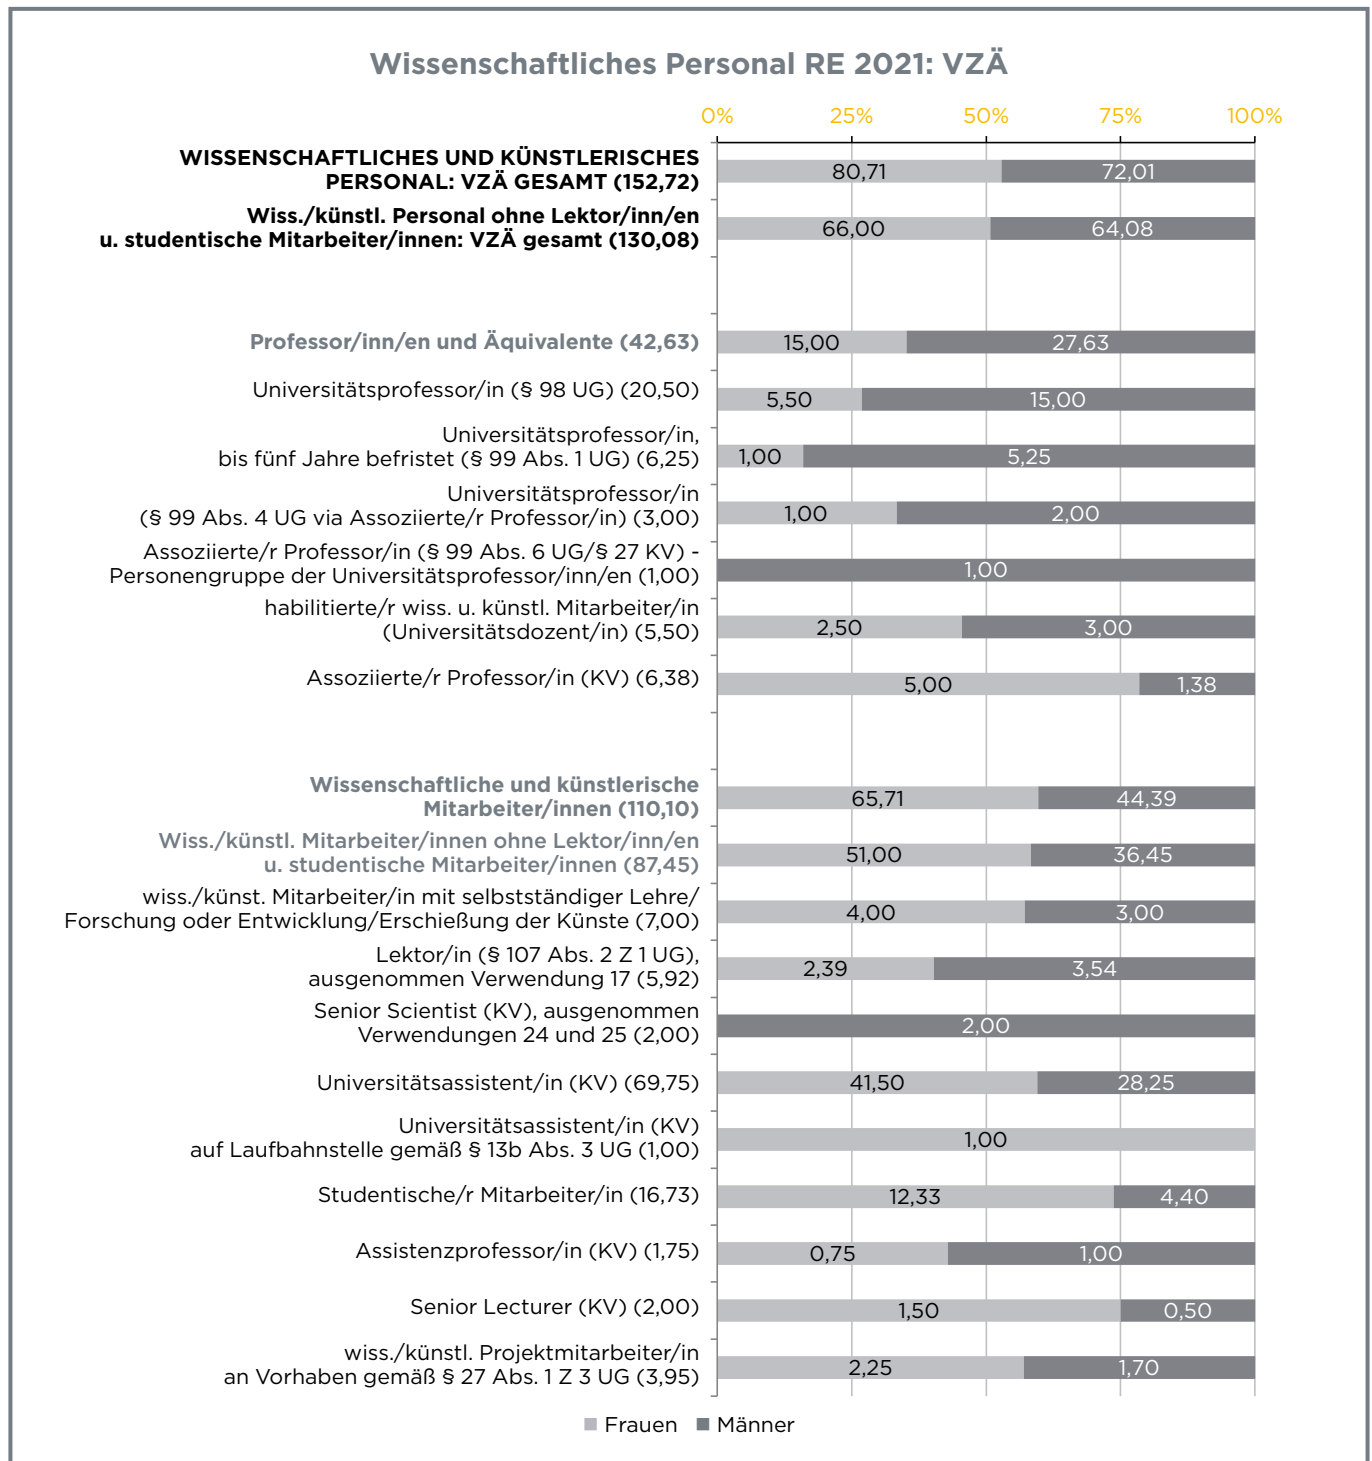 Wissenschaftliches Personal RE 2021: VZÄ
0% 25% 50% 75% 100%
WISSENSCHAFTLICHES UND KÜNSTLERISCHES
PERSONAL: VZÄ GESAMT (152,72)
80,71 72,01
Wiss./künstl. Personal ohne Lektor/inn/en
u. studentische Mitarbeiter/innen: VZÄ gesamt (130,08)
66,00 64,08
Professor/inn/en und Äquivalente (42,63)
15,00 27,63
Universitätsprofessor/in (§ 98 UG) (20,50)
5,50 15,00
Universitätsprofessor/in,
bis fünf Jahre befristet (§ 99 Abs. 1 UG) (6,25)
1,00 5,25
Universitätsprofessor/in
(§ 99 Abs. 4 UG via Assoziierte/r Professor/in) (3,00)
1,00 2,00
Assoziierte/r Professor/in (§ 99 Abs. 6 UG/§ 27 KV) -
Personengruppe der Universitätsprofessor/inn/en (1,00)
1,00
habilitierte/r wiss. u. künstl. Mitarbeiter/in
(Universitätsdozent/in) (5,50)
2,50 3,00
Assoziierte/r Professor/in (KV) (6,38)
5,00 1,38
Wissenschaftliche und künstlerische
Mitarbeiter/innen (110,10)
65,71 44,39
Wiss./künstl. Mitarbeiter/innen ohne Lektor/inn/en
u. studentische Mitarbeiter/innen (87,45)
51,00 36,45
wiss./künst. Mitarbeiter/in mit selbstständiger Lehre/
Forschung oder Entwicklung/Erschießung der Künste (7,00)
4,00 3,00
Lektor/in (§ 107 Abs. 2 Z 1 UG),
ausgenommen Verwendung 17 (5,92)
2,39 3,54
Senior Scientist (KV), ausgenommen
Verwendungen 24 und 25 (2,00)
2,00
Universitätsassistent/in (KV) (69,75)
41,50 28,25
Universitätsassistent/in (KV)
auf Laufbahnstelle gemäß § 13b Abs. 3 UG (1,00)
1,00
Studentische/r Mitarbeiter/in (16,73)
12,33 4,40
Assistenzprofessor/in (KV) (1,75)
0,75 1,00
Senior Lecturer (KV) (2,00)
1,50 0,50
wiss./künstl. Projektmitarbeiter/in
an Vorhaben gemäß § 27 Abs. 1 Z 3 UG (3,95)
2,25 1,70
Frauen Männer